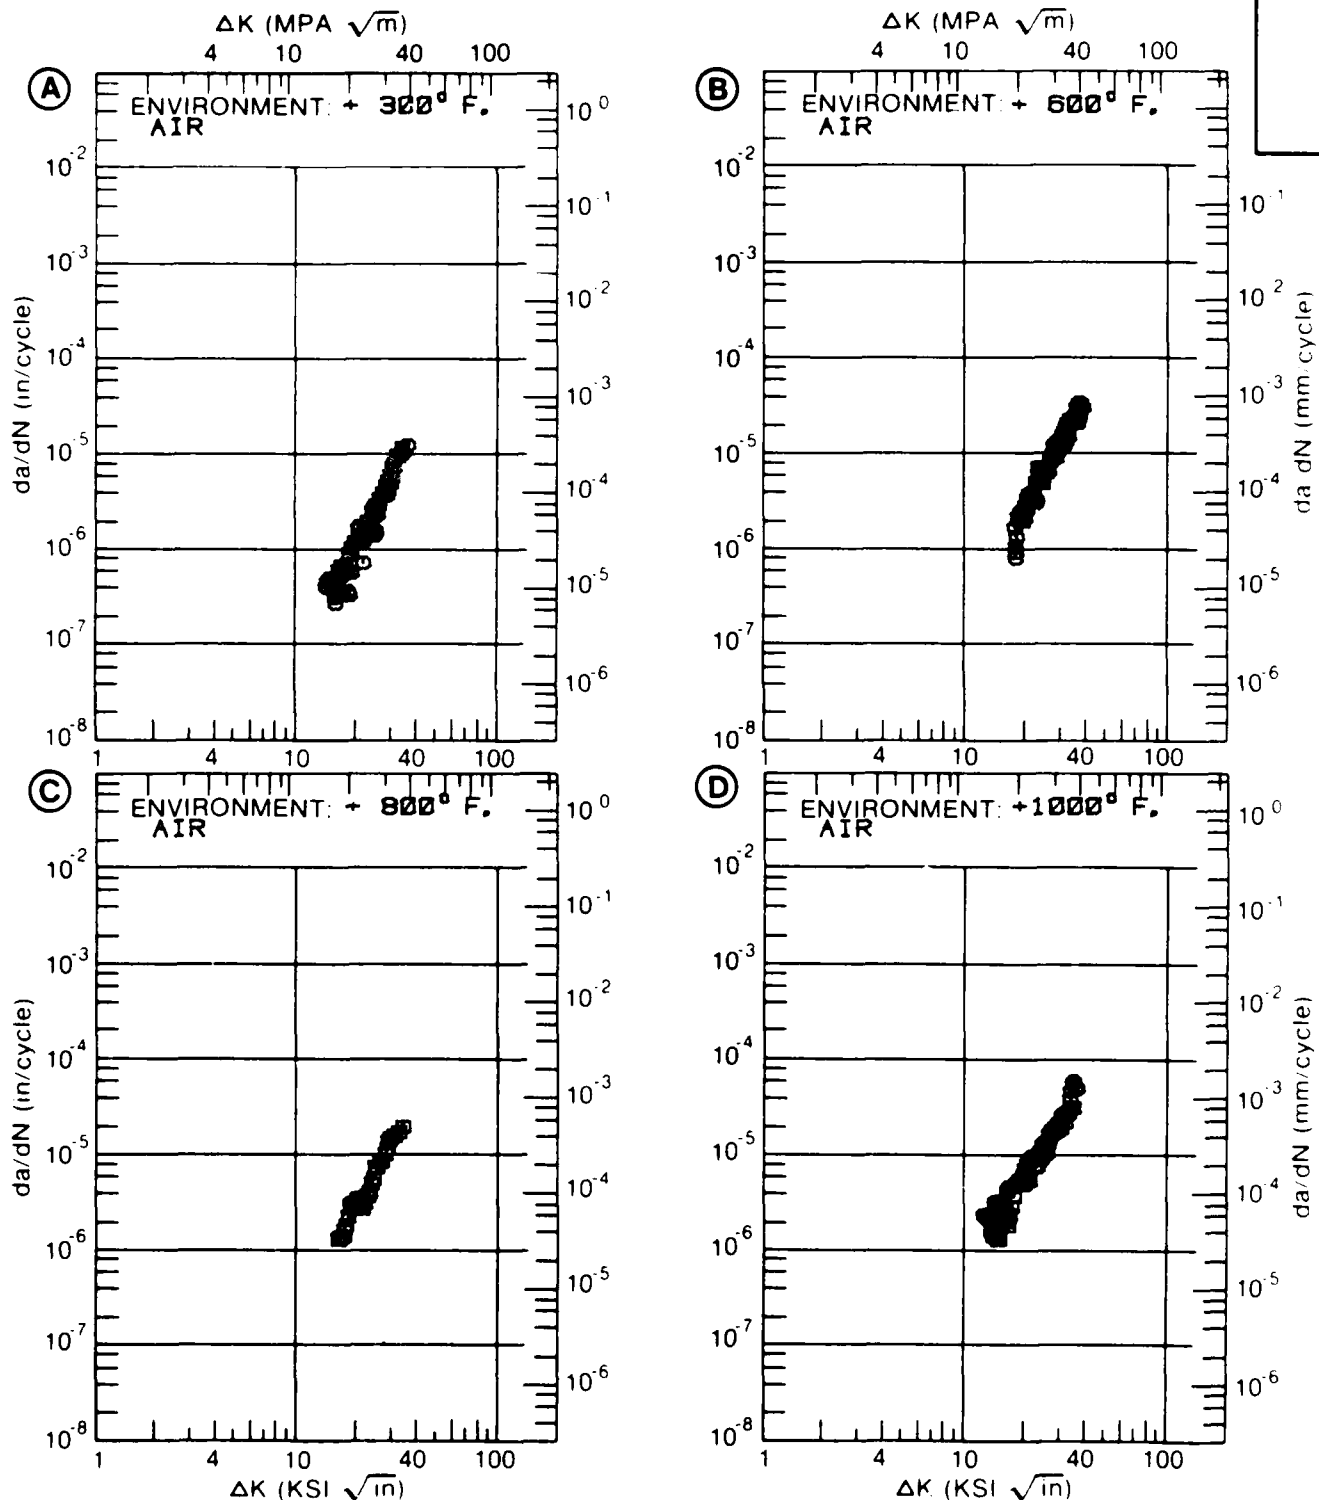 ΔK (MPA √m)
4 10 40 100
A
ENVIRONMENT: + 300° F.
AIR
10^0
10^-1
10^-2
10^-3
10^-4
10^-5
10^-6
10^-2
10^-3
10^-4
10^-5
10^-6
10^-7
10^-8
da/dN (in/cycle)
1 4 10 40 100
ΔK (MPA √m)
4 10 40 100
B
ENVIRONMENT: + 600° F.
AIR
10^-2
10^-3
10^-4
10^-5
10^-6
10^-7
10^-8
10^-1
10^-2
10^-3
10^-4
10^-5
10^-6
da dN (mm/cycle)
1 4 10 40 100
C
ENVIRONMENT: + 800° F.
AIR
10^0
10^-1
10^-2
10^-3
10^-4
10^-5
10^-6
10^-2
10^-3
10^-4
10^-5
10^-6
10^-7
10^-8
da/dN (in/cycle)
1 4 10 40 100
ΔK (KSI √in)
D
ENVIRONMENT: +1000° F.
AIR
10^0
10^-1
10^-2
10^-3
10^-4
10^-5
10^-6
10^-2
10^-3
10^-4
10^-5
10^-6
10^-7
10^-8
da/dN (mm/cycle)
1 4 10 40 100
ΔK (KSI √in)